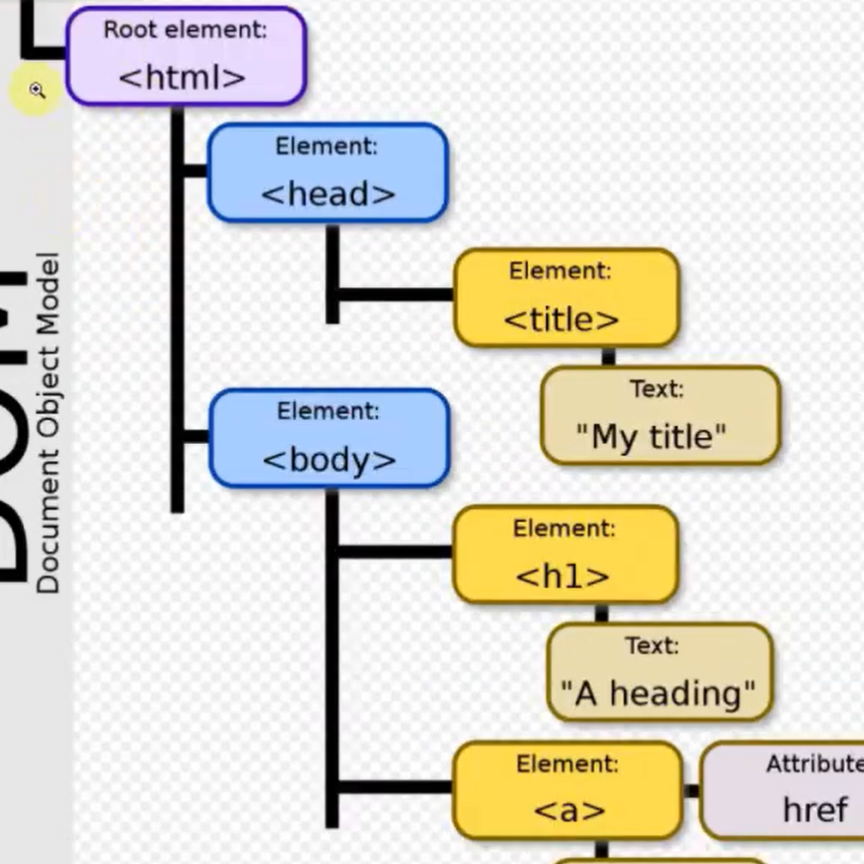 Root element:
<html>
Element:
<head>
Element:
<title>
Text:
"My title"
Element:
<body>
Element:
<h1>
Text:
"A heading"
Element:
<a>
Attribute
href
DOM
Document Object Model